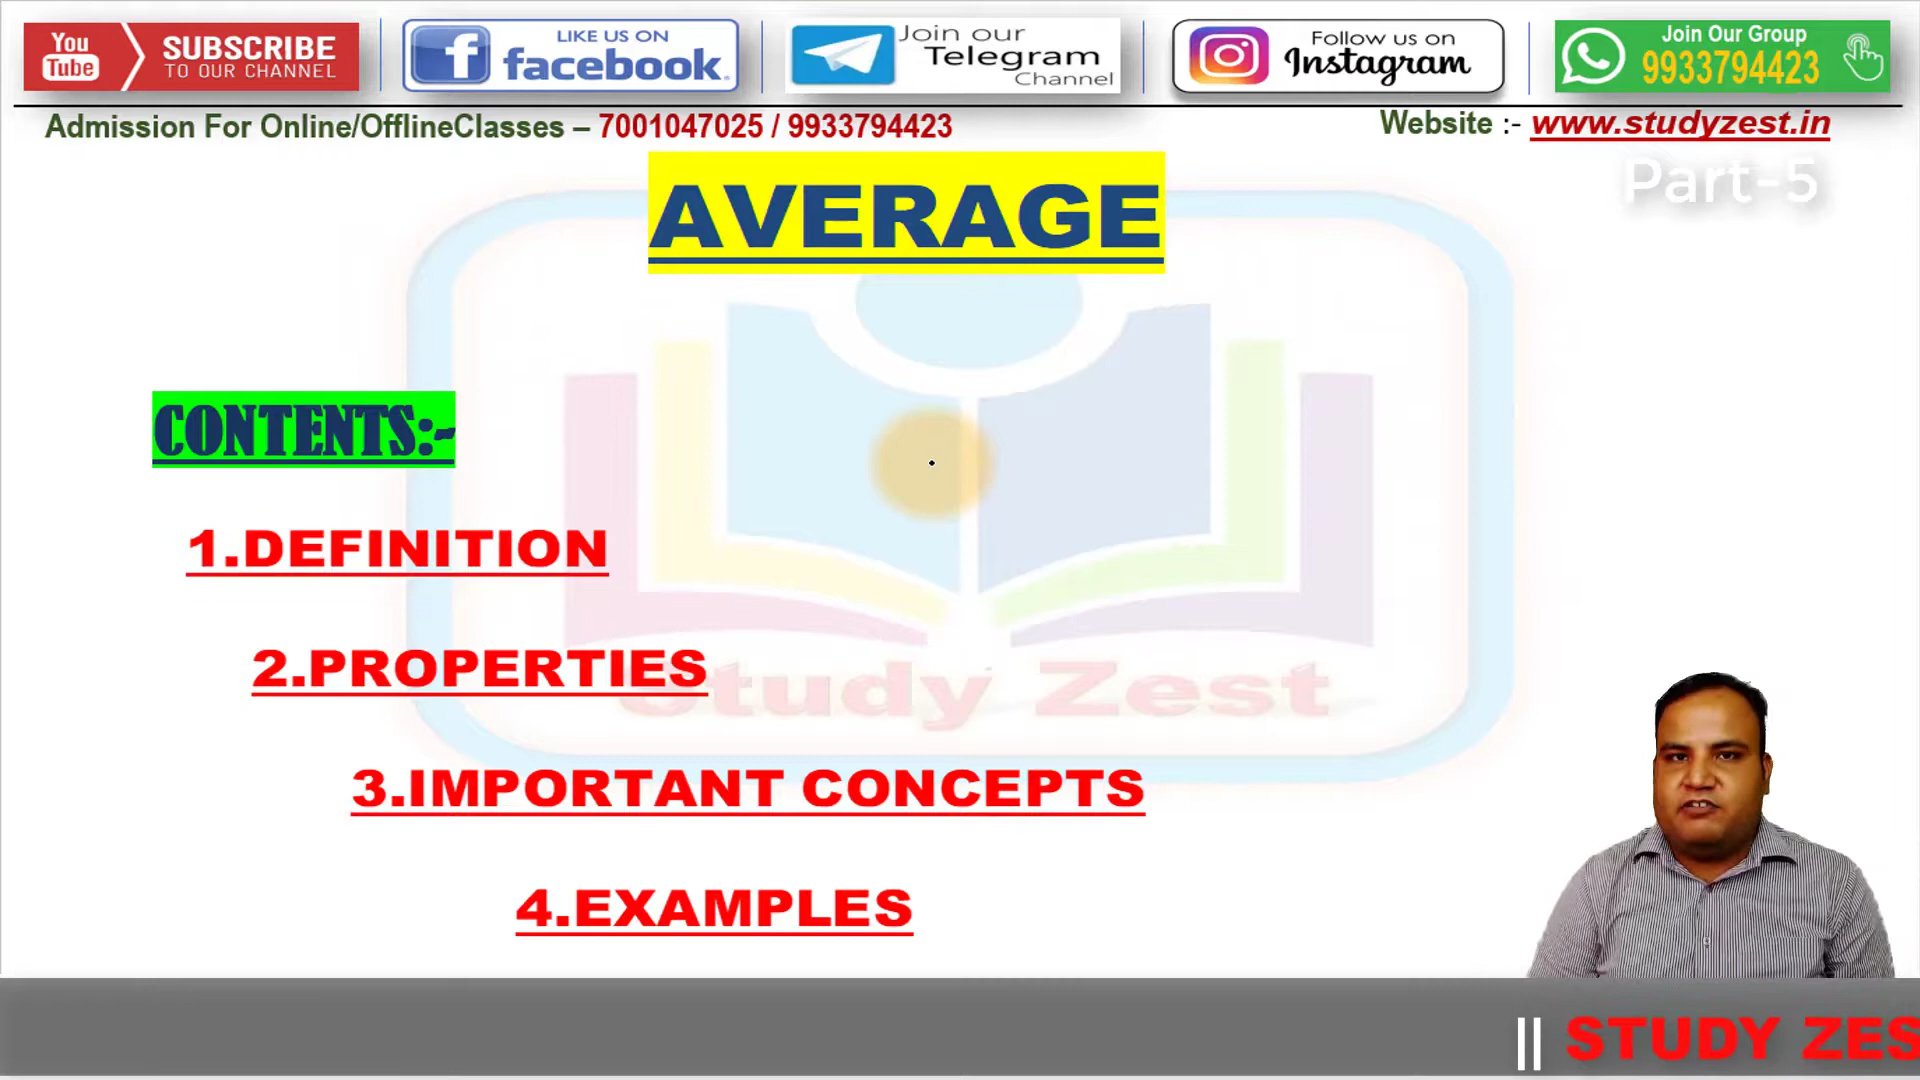 You Tube SUBSCRIBE TO OUR CHANNEL
LIKE US ON facebook.
Join our Telegram Channel
Follow us on Instagram
Join Our Group 9933794423
Admission For Online/OfflineClasses – 7001047025 / 9933794423
Website :- www.studyzest.in
Part-5
AVERAGE
CONTENTS:-
1.DEFINITION
2.PROPERTIES
Study Zest
3.IMPORTANT CONCEPTS
4.EXAMPLES
|| STUDY ZES